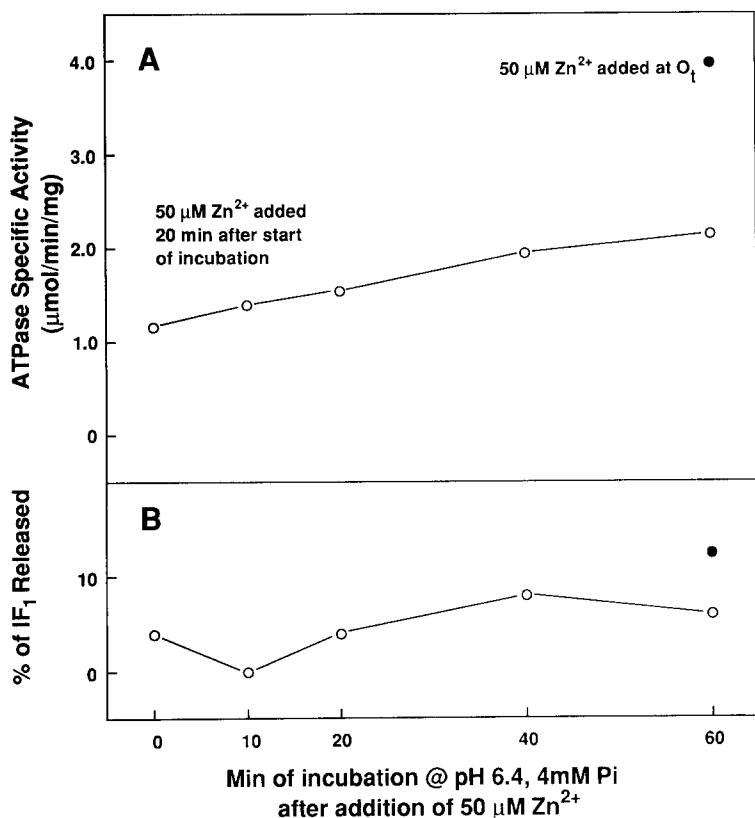 A
4.0
3.0
2.0
1.0
0
ATPase Specific Activity
(μmol/min/mg)
50 μM Zn²⁺ added at Oₜ
50 μM Zn²⁺ added
20 min after start
of incubation
B
10
0
% of IF₁ Released
0 10 20 40 60
Min of incubation @ pH 6.4, 4mM Pi
after addition of 50 μM Zn²⁺